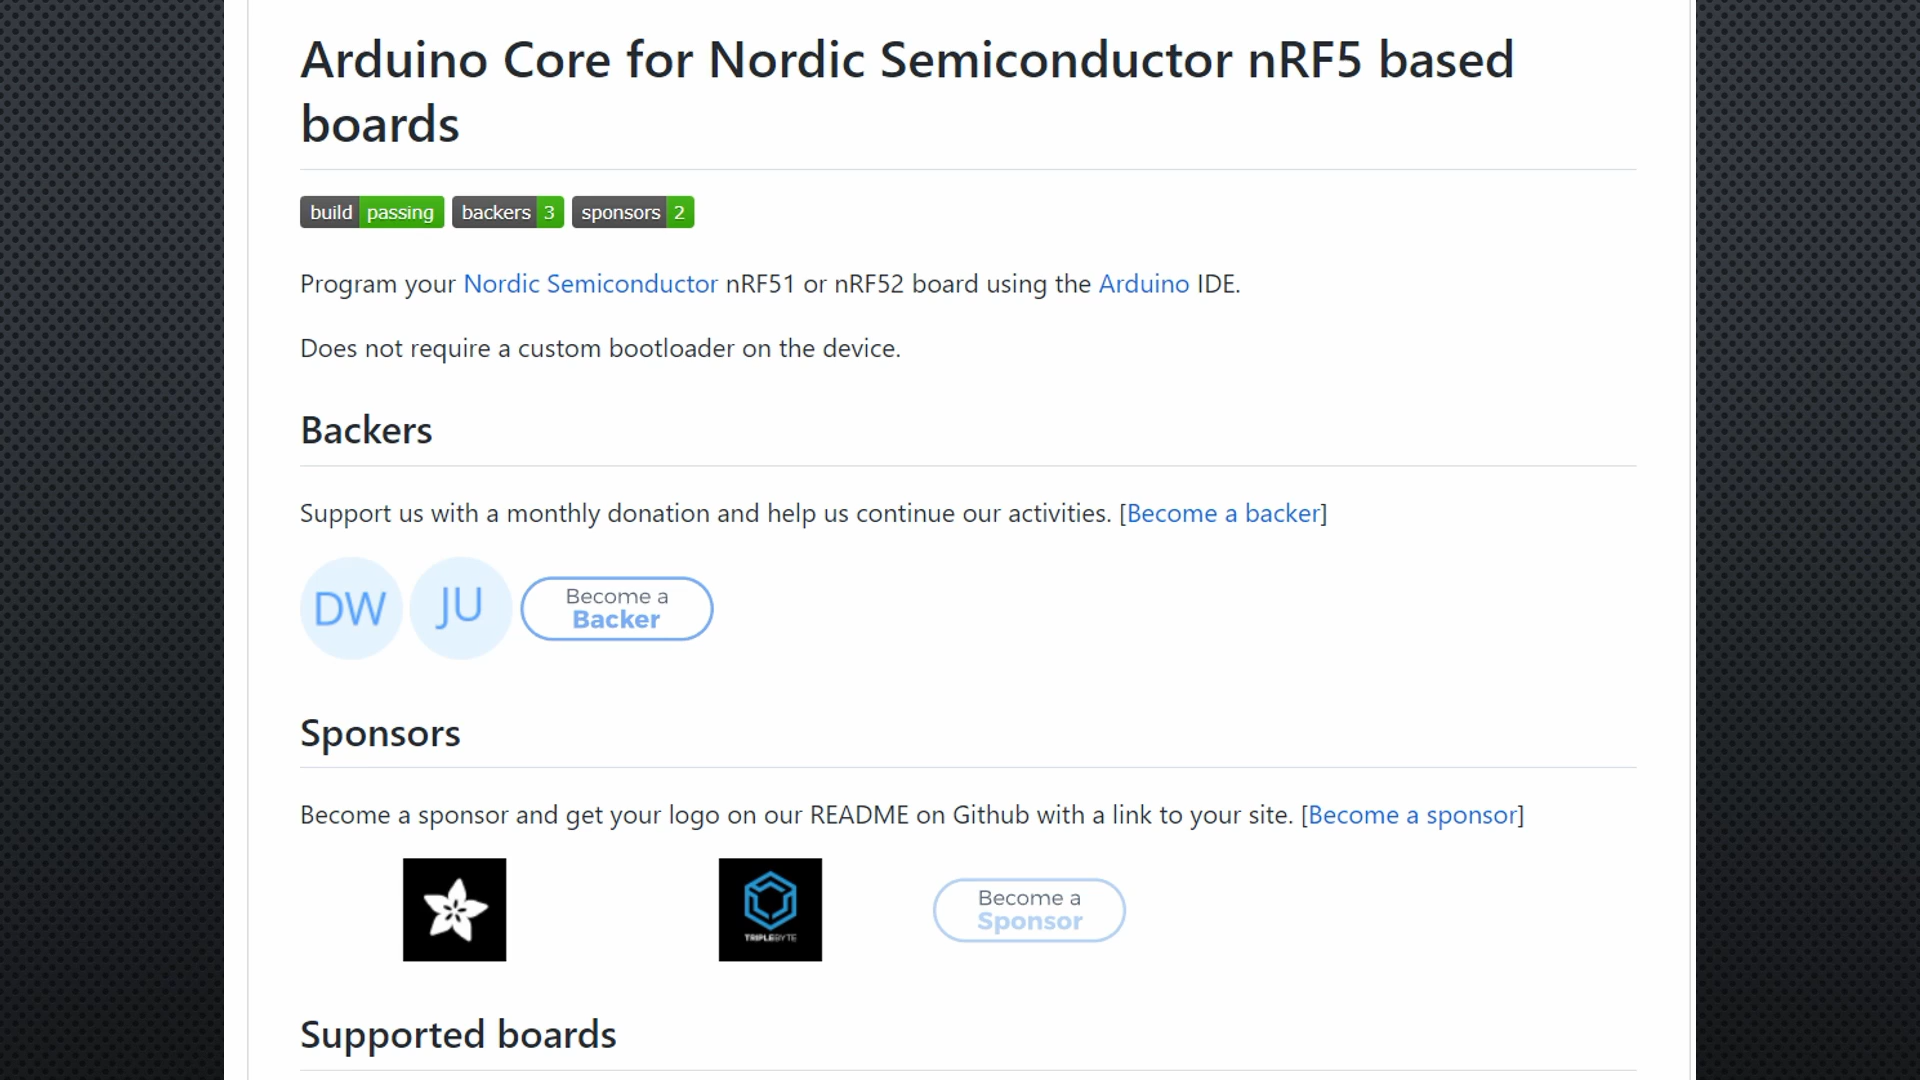 Arduino Core for Nordic Semiconductor nRF5 based
boards
build passing backers 3 sponsors 2
Program your Nordic Semiconductor nRF51 or nRF52 board using the Arduino IDE.
Does not require a custom bootloader on the device.
Backers
Support us with a monthly donation and help us continue our activities. [Become a backer]
DW JU Become a
Backer
Sponsors
Become a sponsor and get your logo on our README on Github with a link to your site. [Become a sponsor]
TRIPLEBYTE
Become a
Sponsor
Supported boards